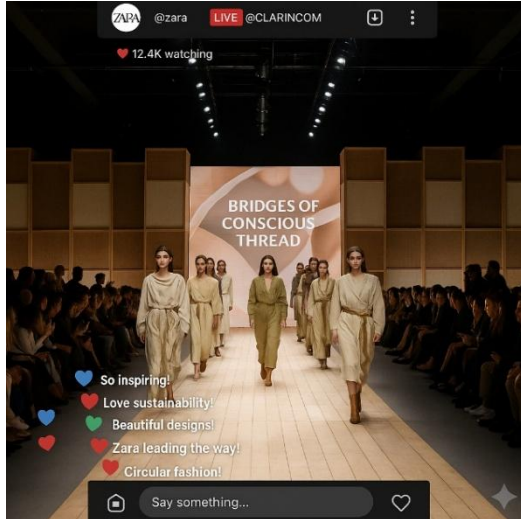 ZARA @zara LIVE @CLARINCOM
12.4K watching
BRIDGES OF
CONSCIOUS
THREAD
So inspiring!
Love sustainability!
Beautiful designs!
Zara leading the way!
Circular fashion!
Say something...